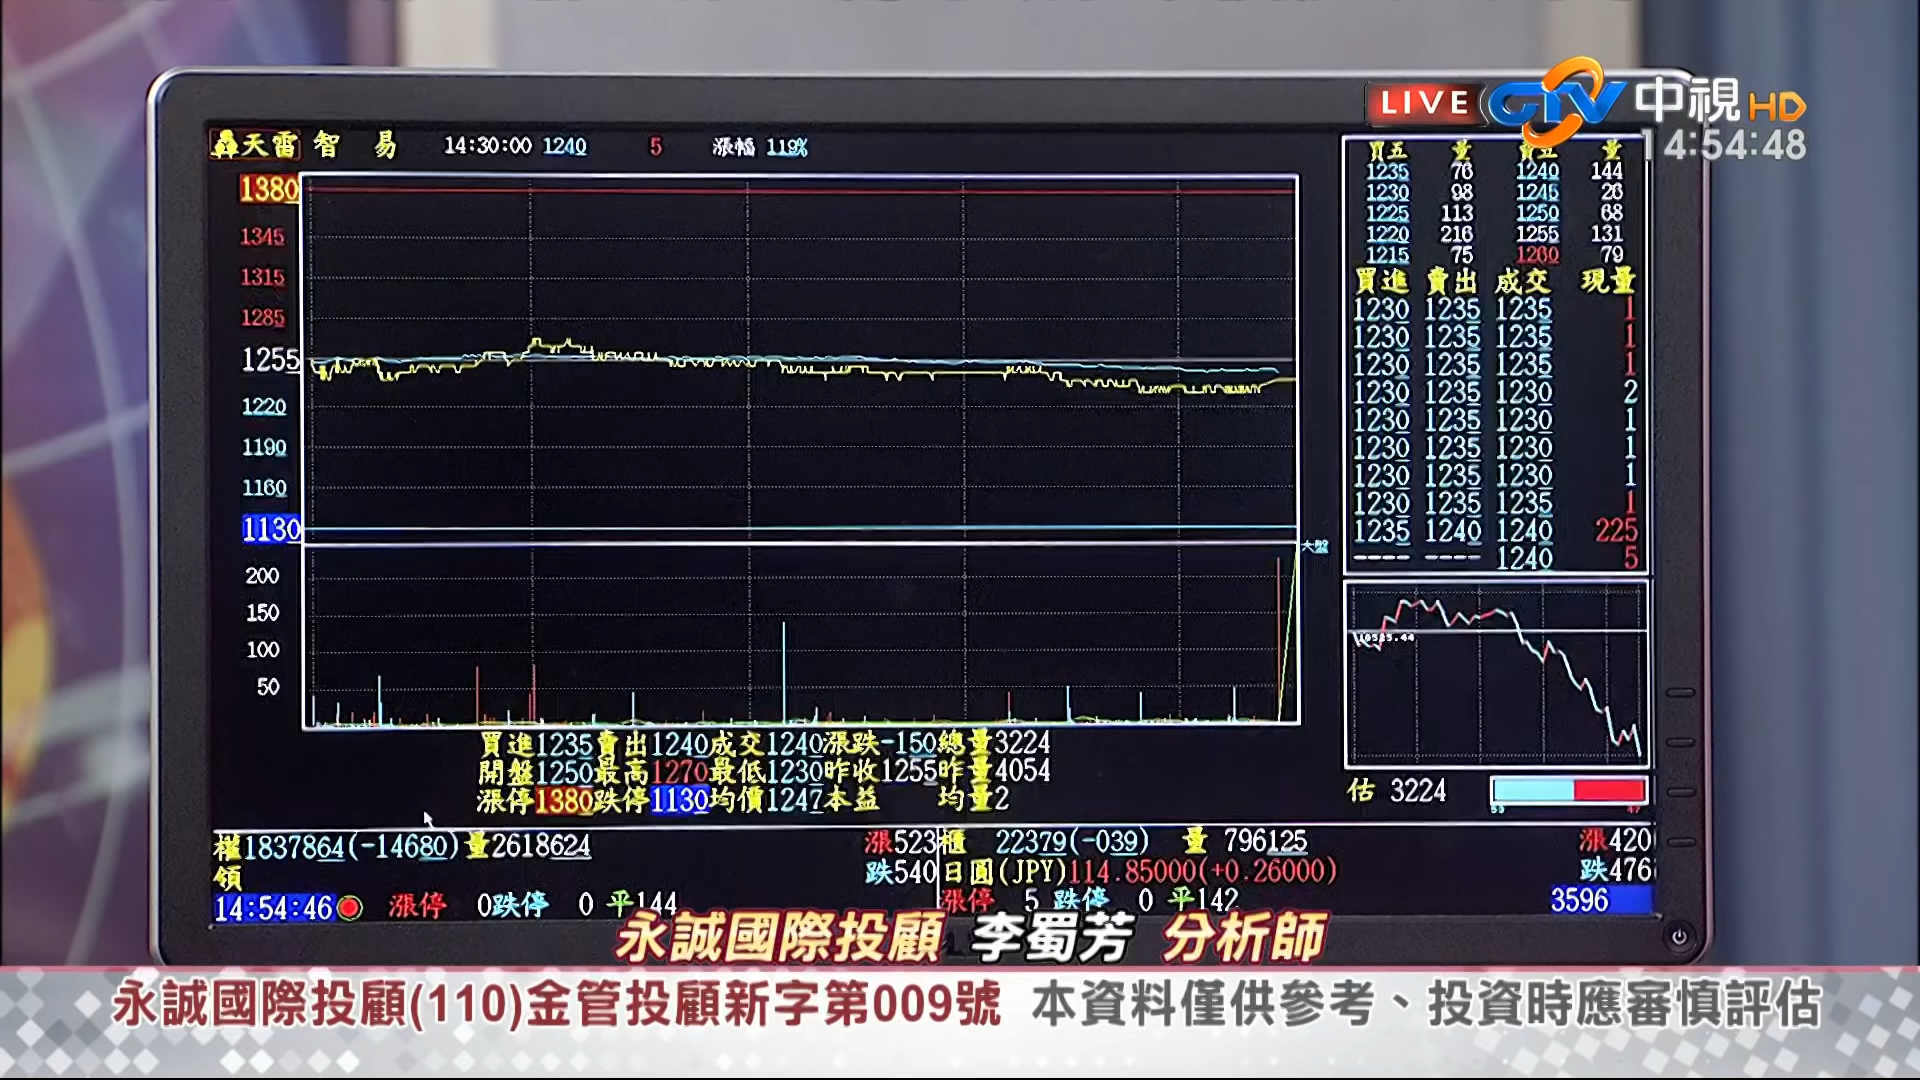 LIVE CTV 中視 HD
14:54:48
天雷 智 易 14:30:00 1240 5 漲幅 119%
1380
1345
1315
1285
1255
1220
1190
1160
1130
200
150
100
50
大盤
買五 量 賣五 量
1235 76 1240 144
1230 98 1245 26
1225 113 1250 68
1220 216 1255 131
1215 75 1260 79
買進 賣出 成交 現量
1230 1235 1235 1
1230 1235 1235 1
1230 1235 1235 1
1230 1235 1230 2
1230 1235 1230 1
1230 1235 1230 1
1230 1235 1230 1
1230 1235 1235 1
1235 1240 1240 225
---- ---- 1240 5
10525.44
估 3224
53 47
買進1235賣出1240成交1240漲跌-150總量3224
開盤1250最高1270最低1230昨收1255昨量4054
漲停1380跌停1130均價1247本益 均量2
權1837864(-14680)量2618624 漲523 櫃 22379(-039) 量 796125 漲420
領 跌540 日圓(JPY)114.85000(+0.26000) 跌476
14:54:46 漲停 0跌停 0 平144 漲停 5 跌停 0 平142 3596
永誠國際投顧 李蜀芳 分析師
永誠國際投顧(110)金管投顧新字第009號 本資料僅供參考、投資時應審慎評估